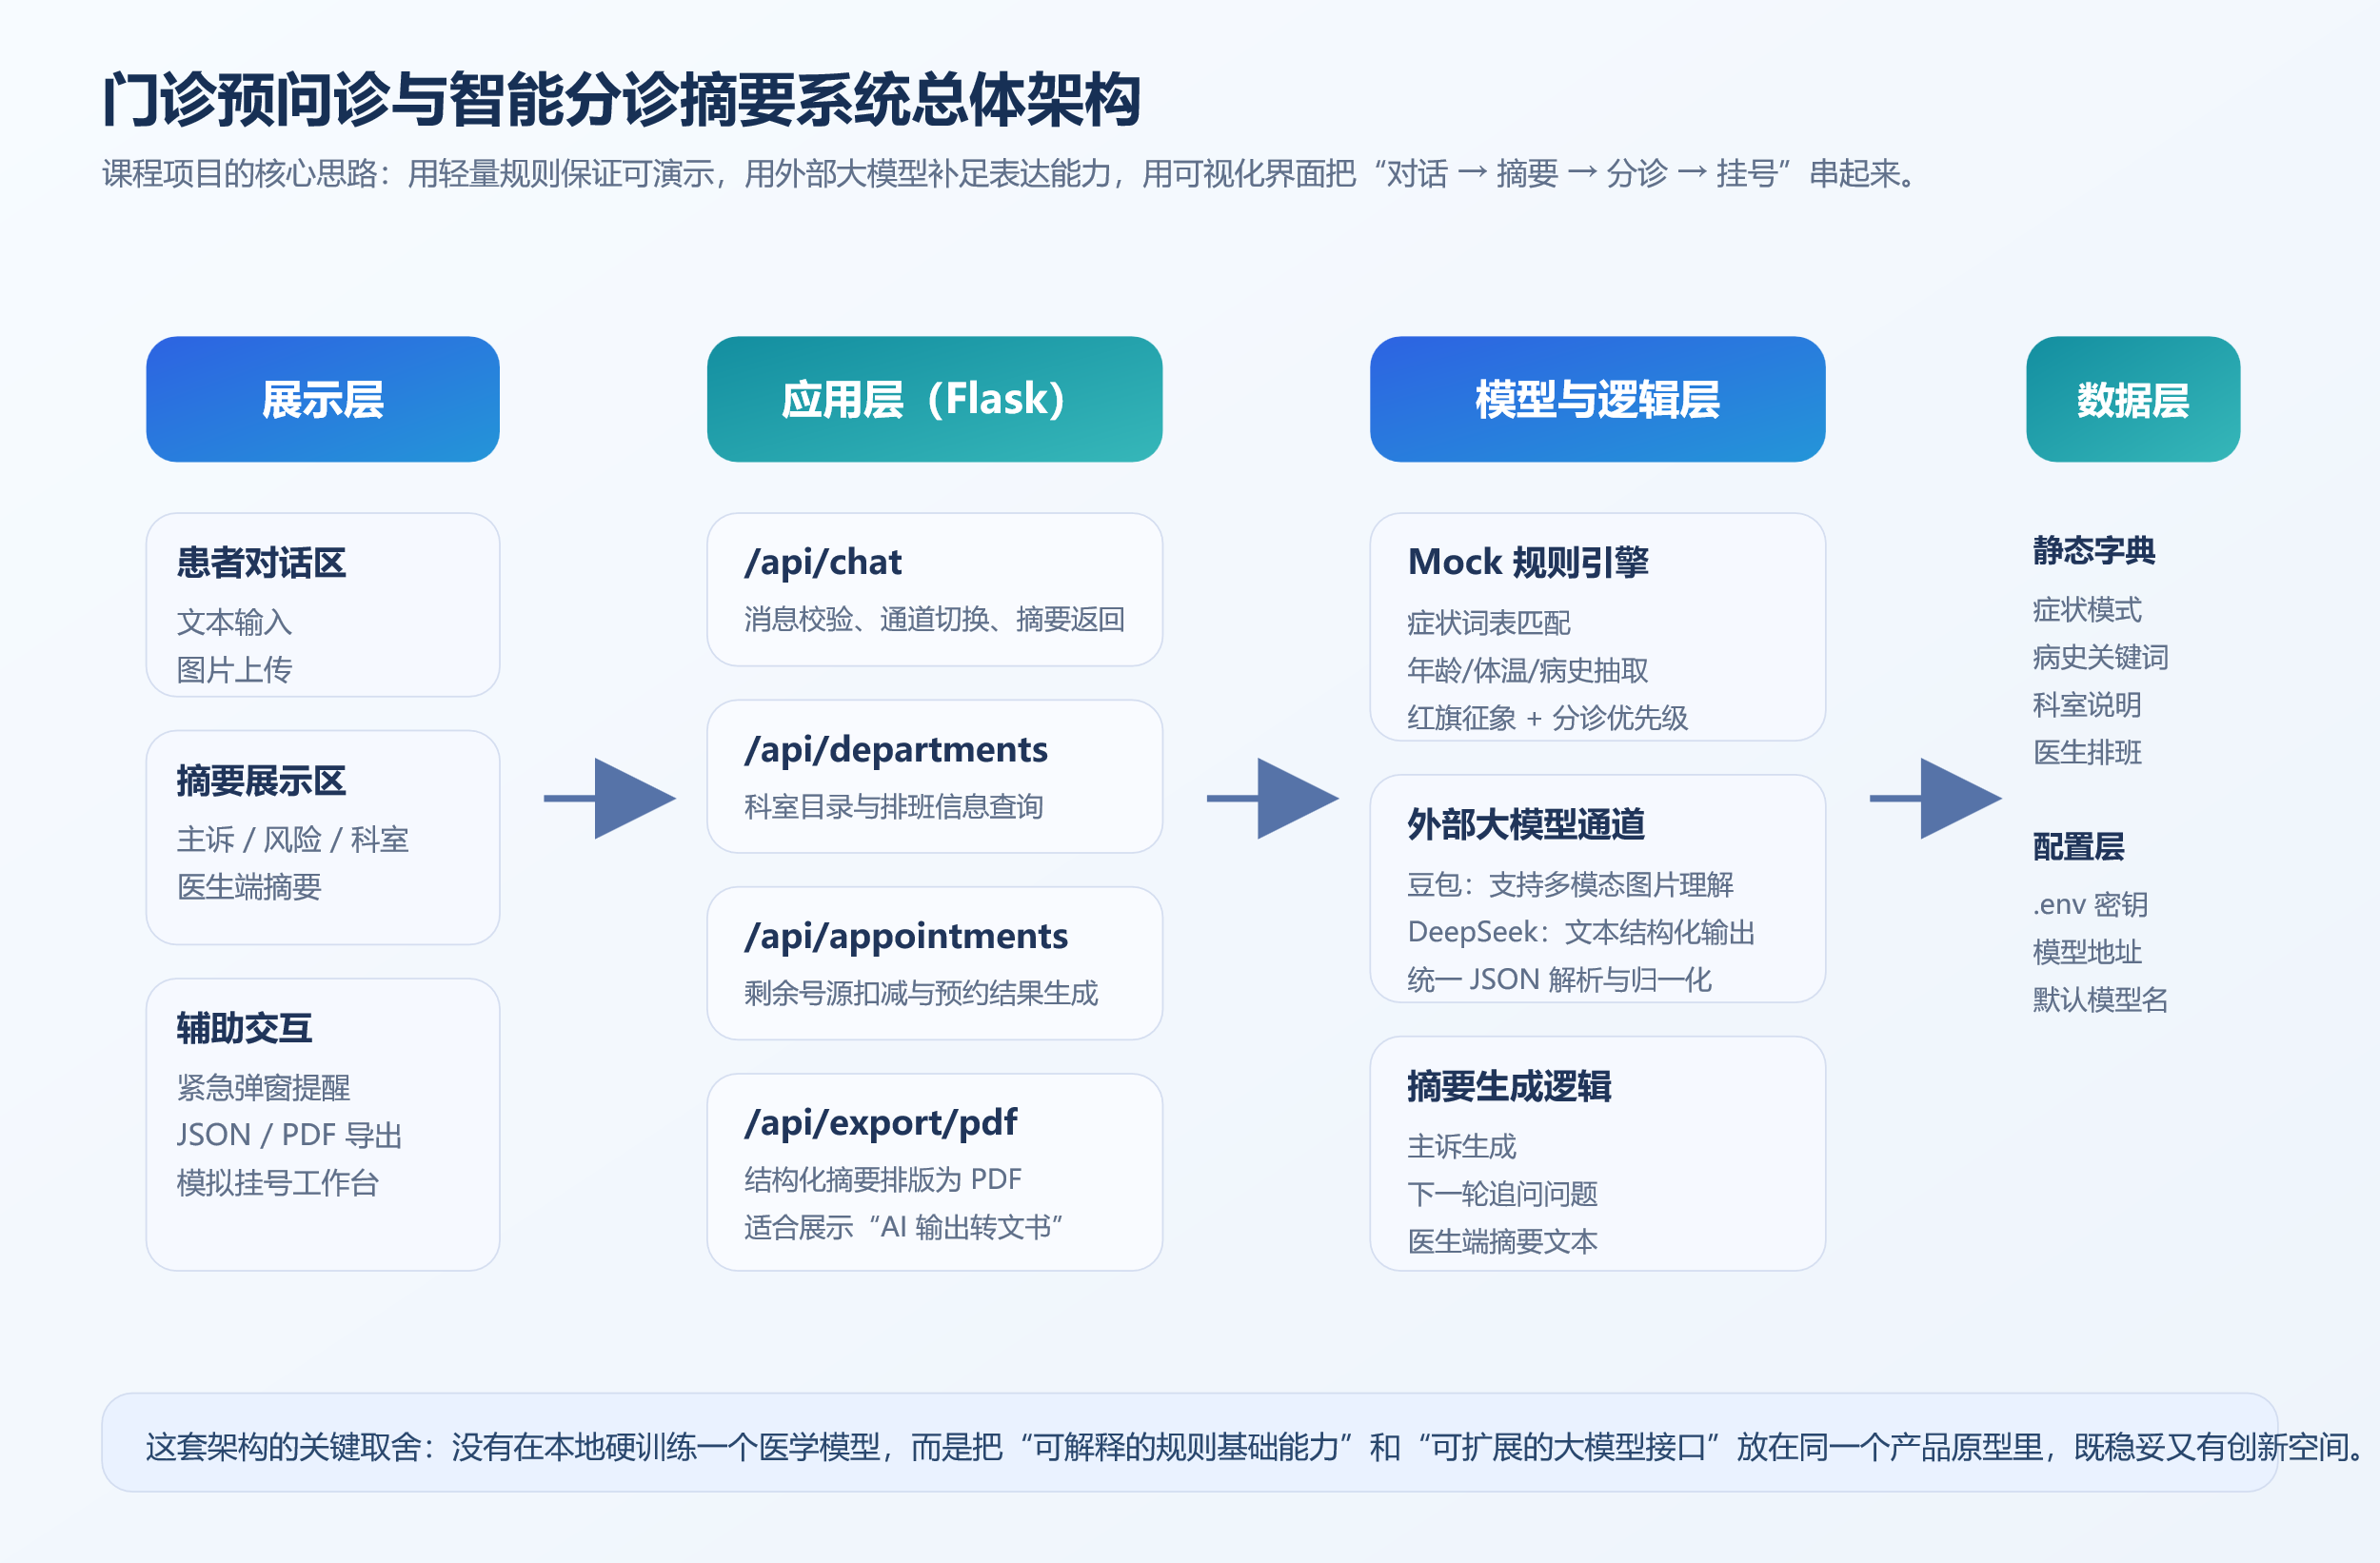 门诊预问诊与智能分诊摘要系统总体架构
课程项目的核心思路：用轻量规则保证可演示，用外部大模型补足表达能力，用可视化界面把“对话 → 摘要 → 分诊 → 挂号”串起来。
展示层
患者对话区
文本输入
图片上传
摘要展示区
主诉 / 风险 / 科室
医生端摘要
辅助交互
紧急弹窗提醒
JSON / PDF 导出
模拟挂号工作台
应用层（Flask）
/api/chat
消息校验、通道切换、摘要返回
/api/departments
科室目录与排班信息查询
/api/appointments
剩余号源扣减与预约结果生成
/api/export/pdf
结构化摘要排版为 PDF
适合展示“AI 输出转文书”
模型与逻辑层
Mock 规则引擎
症状词表匹配
年龄/体温/病史抽取
红旗征象 + 分诊优先级
外部大模型通道
豆包：支持多模态图片理解
DeepSeek：文本结构化输出
统一 JSON 解析与归一化
摘要生成逻辑
主诉生成
下一轮追问问题
医生端摘要文本
数据层
静态字典
症状模式
病史关键词
科室说明
医生排班
配置层
.env 密钥
模型地址
默认模型名
这套架构的关键取舍：没有在本地硬训练一个医学模型，而是把“可解释的规则基础能力”和“可扩展的大模型接口”放在同一个产品原型里，既稳妥又有创新空间。